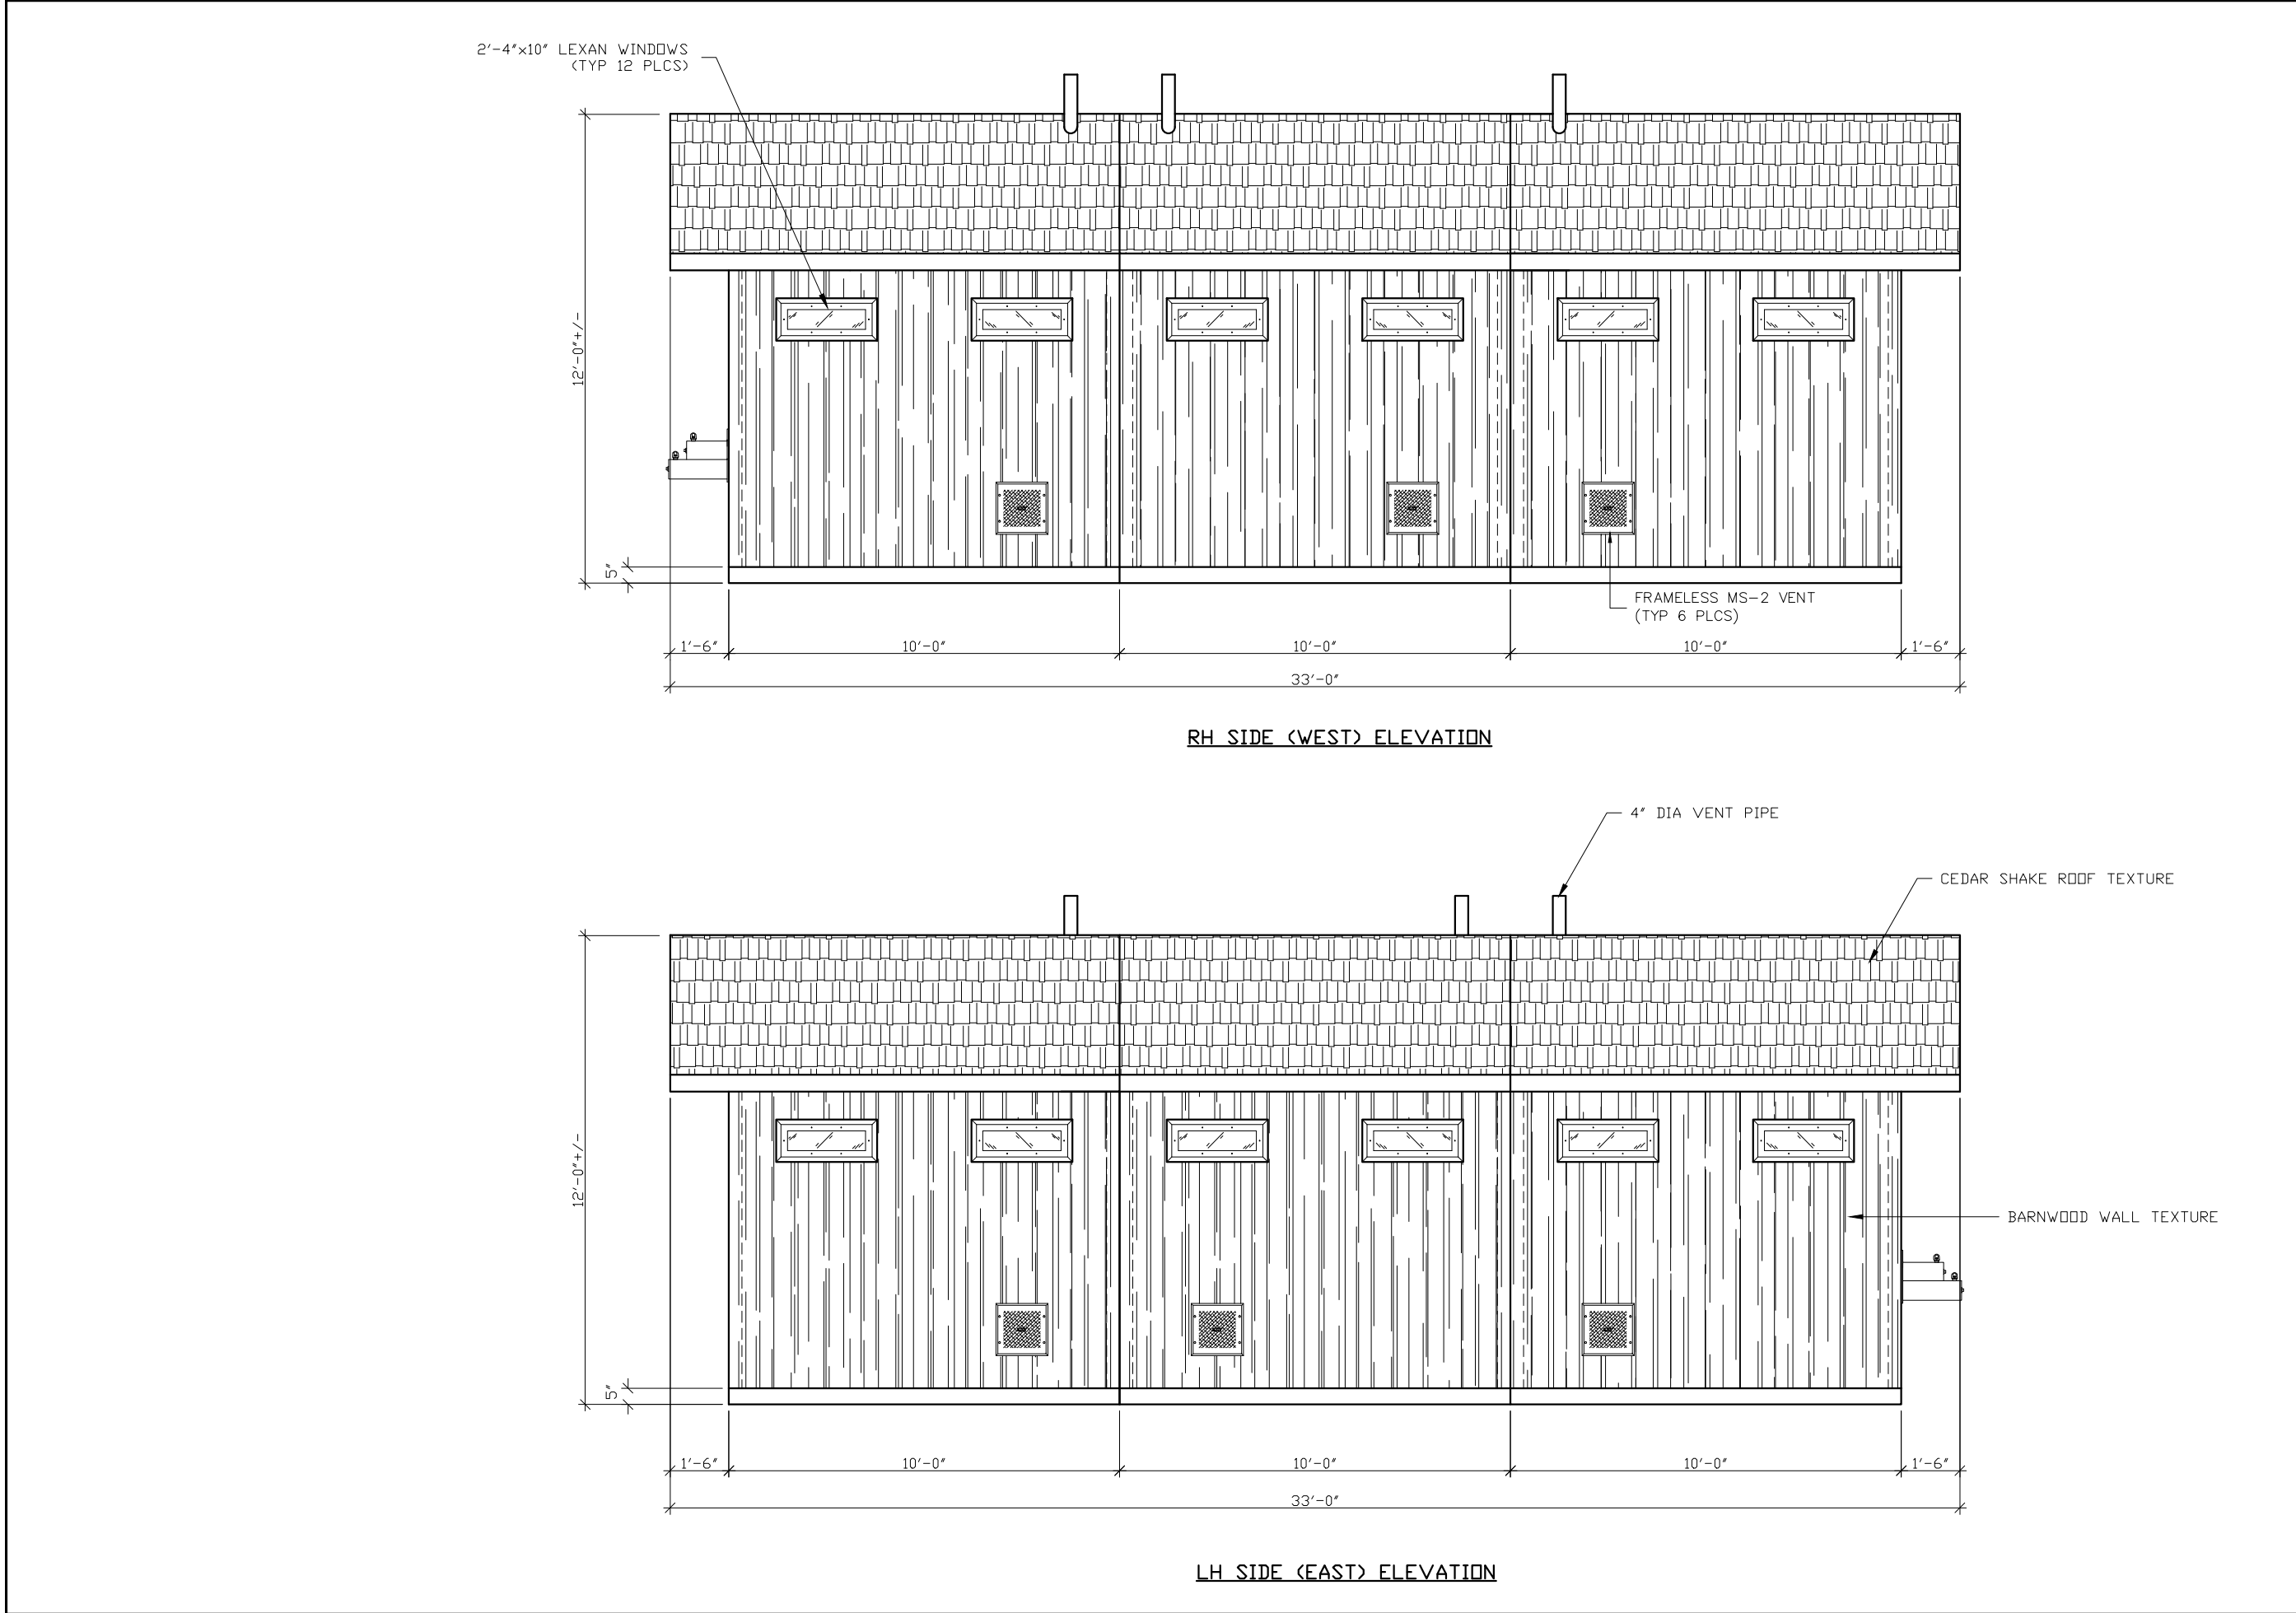 2'-4"x10" LEXAN WINDOWS
(TYP 12 PLCS)
12'-0"+/-
5"
FRAMELESS MS-2 VENT
(TYP 6 PLCS)
1'-6"
10'-0"
10'-0"
10'-0"
1'-6"
33'-0"
RH SIDE (WEST) ELEVATION
4" DIA VENT PIPE
CEDAR SHAKE ROOF TEXTURE
12'-0"+/-
BARNWOOD WALL TEXTURE
5"
1'-6"
10'-0"
10'-0"
10'-0"
1'-6"
33'-0"
LH SIDE (EAST) ELEVATION